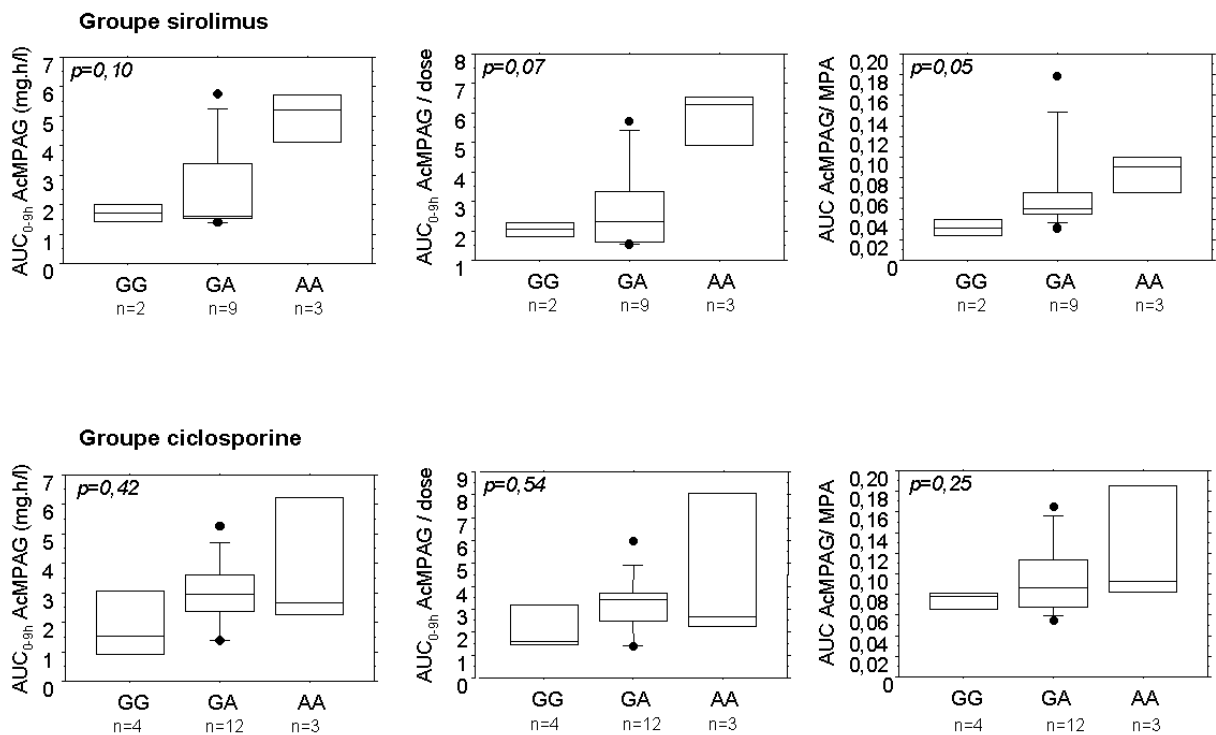 Groupe sirolimus
AUC0-9h AcMPAG (mg.h/l)
7
6
5
4
3
2
1
0
p=0,10
GG GA AA
n=2 n=9 n=3
AUC0-9h AcMPAG / dose
8
7
6
5
4
3
2
1
p=0,07
GG GA AA
n=2 n=9 n=3
AUC AcMPAG/ MPA
0,20
0,16
0,12
0,10
0,08
0,06
0,04
0,02
0
p=0,05
GG GA AA
n=2 n=9 n=3
Groupe ciclosporine
AUC0-9h AcMPAG (mg.h/l)
7
6
5
4
3
2
1
0
p=0,42
GG GA AA
n=4 n=12 n=3
AUC0-9h AcMPAG / dose
9
8
7
6
5
4
3
2
1
0
p=0,54
GG GA AA
n=4 n=12 n=3
AUC AcMPAG/ MPA
0,20
0,16
0,12
0,14
0,10
0,08
0,06
0,04
0,02
0
p=0,25
GG GA AA
n=4 n=12 n=3